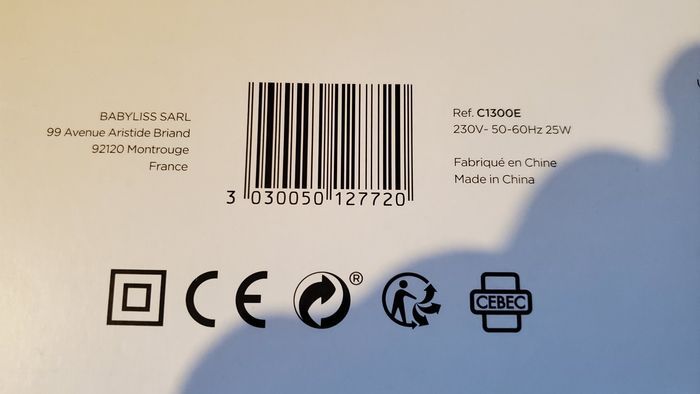 BABYLISS SARL
99 Avenue Aristide Briand
92120 Montrouge
France
3 030050 127720
Ref. C1300E
230V~ 50-60Hz 25W
Fabriqué en Chine
Made in China
CE
®
CEBEC